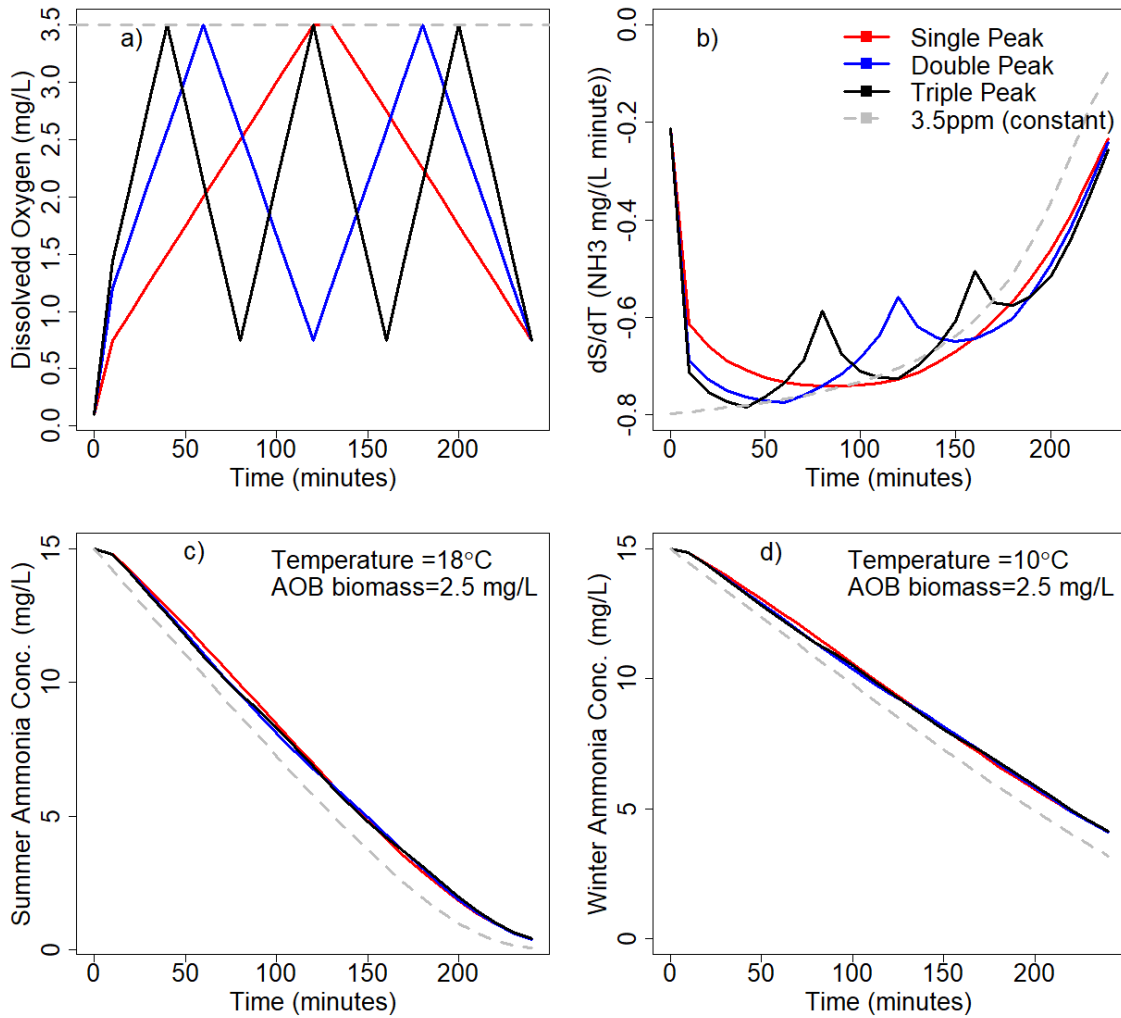 a)
3.5
3.0
2.5
2.0
1.5
1.0
0.5
0.0
Dissolvedd Oxygen (mg/L)
0 50 100 150 200
Time (minutes)
b)
Single Peak
Double Peak
Triple Peak
3.5ppm (constant)
0.0
-0.2
-0.4
-0.6
-0.8
dS/dT (NH3 mg/(L minute))
0 50 100 150 200
Time (minutes)
c)
Temperature =18°C
AOB biomass=2.5 mg/L
15
10
5
0
Summer Ammonia Conc. (mg/L)
0 50 100 150 200
Time (minutes)
d)
Temperature =10°C
AOB biomass=2.5 mg/L
15
10
5
0
Winter Ammonia Conc. (mg/L)
0 50 100 150 200
Time (minutes)